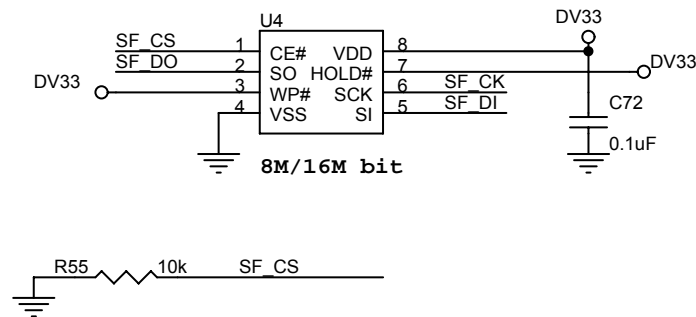 U4
DV33
SF_CS 1 CE# VDD 8
SF_DO 2 SO HOLD# 7 DV33
DV33 3 WP# SCK 6 SF_CK
4 VSS SI 5 SF_DI
C72
0.1uF
8M/16M bit
R55 10k SF_CS